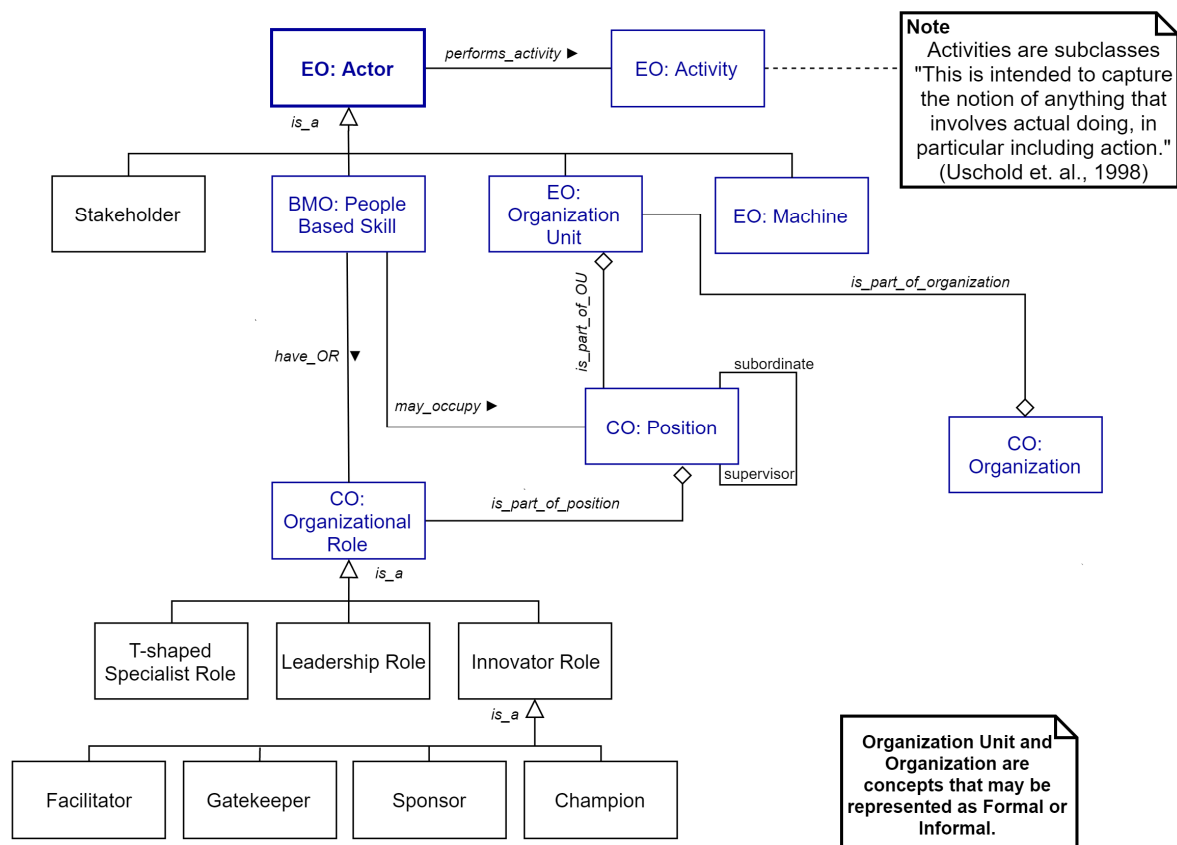 EO: Actor
performs_activity ►
EO: Activity
Note
Activities are subclasses
"This is intended to capture
the notion of anything that
involves actual doing, in
particular including action."
(Uschold et. al., 1998)
is_a
Stakeholder
BMO: People
Based Skill
EO:
Organization
Unit
EO: Machine
is_part_of_organization
is_part_of_OU
have_OR ▼
subordinate
may_occupy ►
CO: Position
supervisor
CO:
Organization
CO:
Organizational
Role
is_part_of_position
is_a
T-shaped
Specialist Role
Leadership Role
Innovator Role
is_a
Facilitator
Gatekeeper
Sponsor
Champion
Organization Unit and
Organization are
concepts that may be
represented as Formal or
Informal.